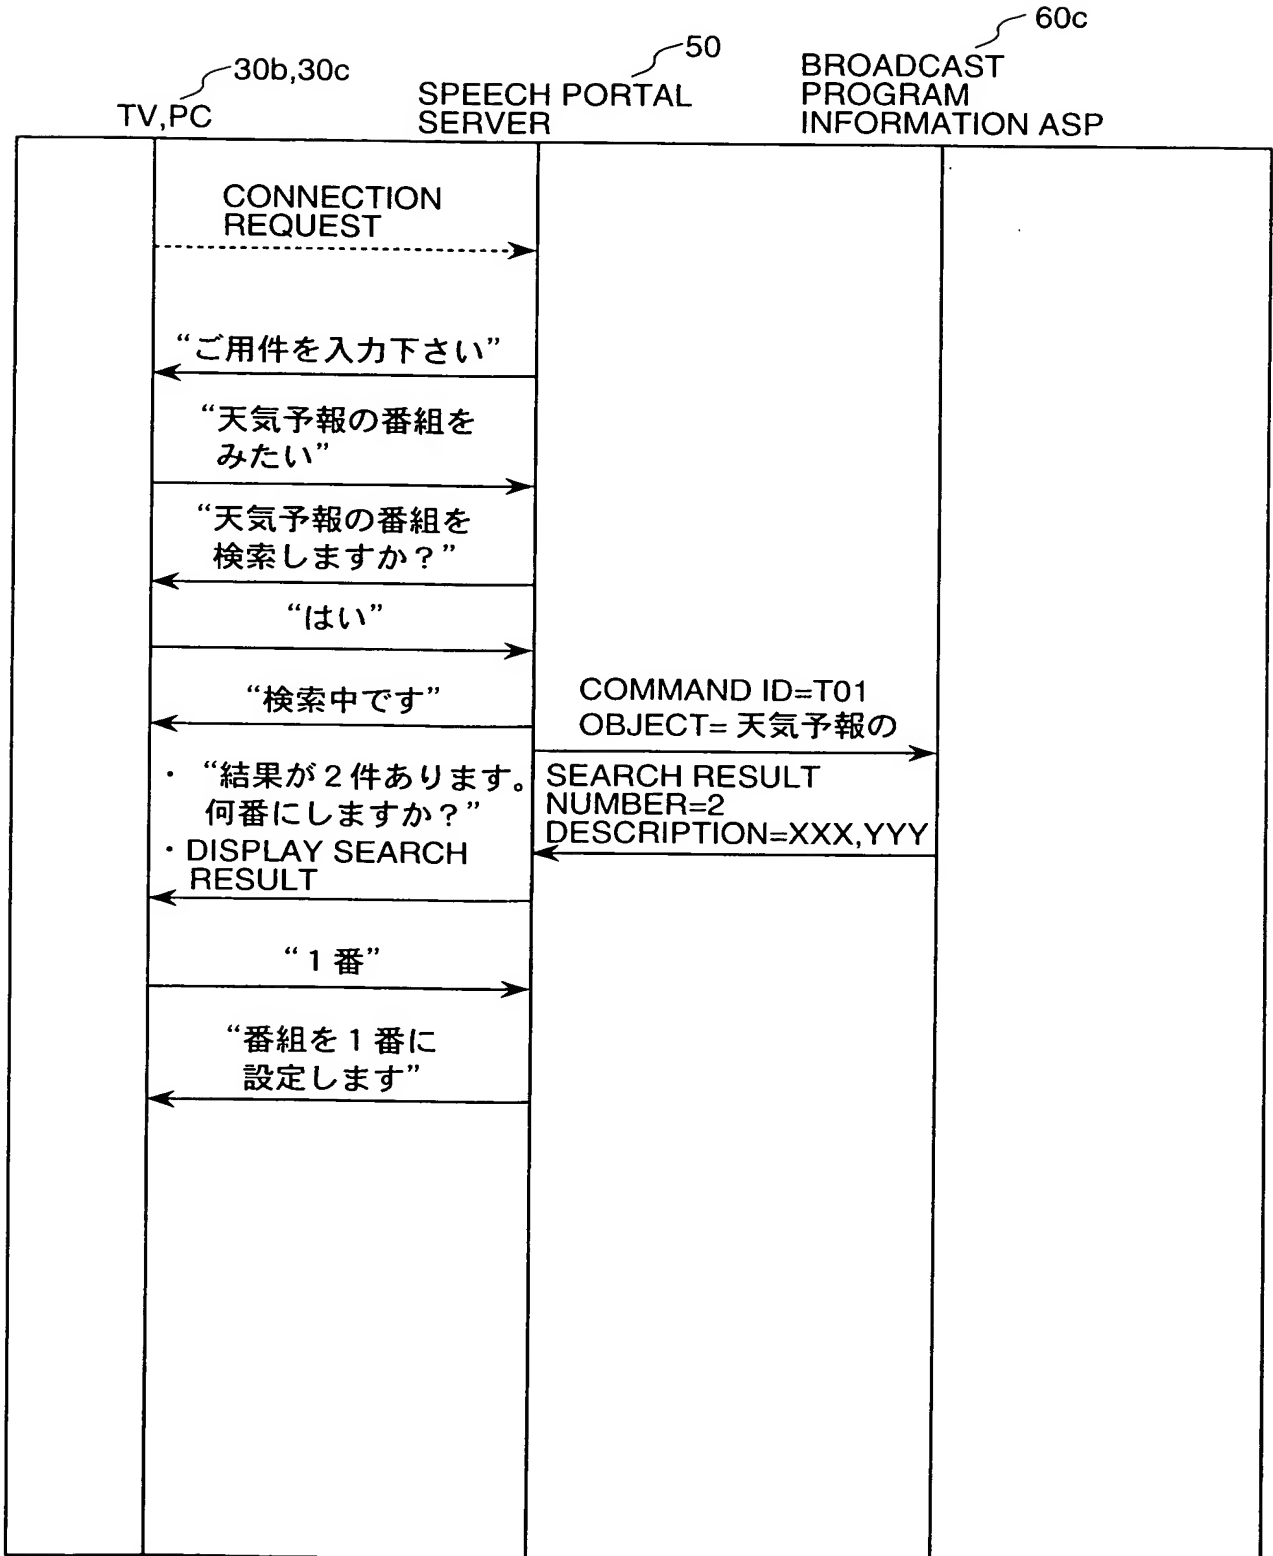 60c
50
30b,30c
BROADCAST
PROGRAM
INFORMATION ASP
SPEECH PORTAL
SERVER
TV,PC
CONNECTION
REQUEST
“ご用件を入力下さい”
“天気予報の番組を
みたい”
“天気予報の番組を
検索しますか？”
“はい”
“検索中です”
COMMAND ID=T01
OBJECT= 天気予報の
・ “結果が２件あります。
何番にしますか？”
・DISPLAY SEARCH
RESULT
SEARCH RESULT
NUMBER=2
DESCRIPTION=XXX,YYY
“１番”
“番組を１番に
設定します”